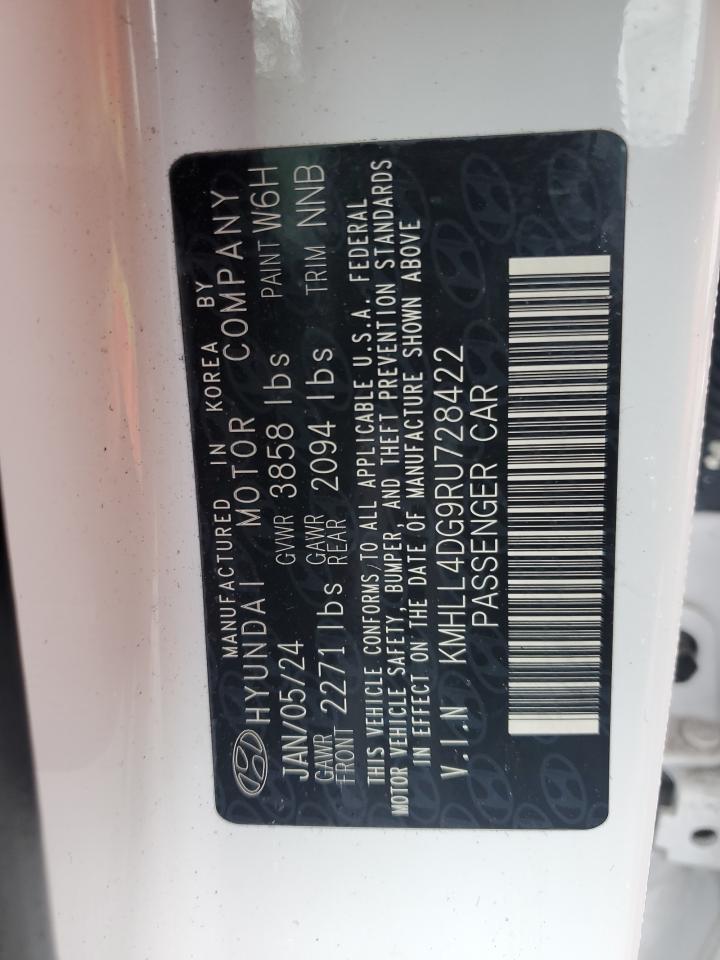 MANUFACTURED IN KOREA BY
HYUNDAI MOTOR COMPANY
JAN/05/24 GVWR 3858 lbs PAINT W6H
GAWR FRONT 2271 lbs GAWR REAR 2094 lbs TRIM NNB
THIS VEHICLE CONFORMS TO ALL APPLICABLE U.S.A. FEDERAL
MOTOR VEHICLE SAFETY, BUMPER, AND THEFT PREVENTION STANDARDS
IN EFFECT ON THE DATE OF MANUFACTURE SHOWN ABOVE
V.I.N KMHLL4DG9RU728422
PASSENGER CAR